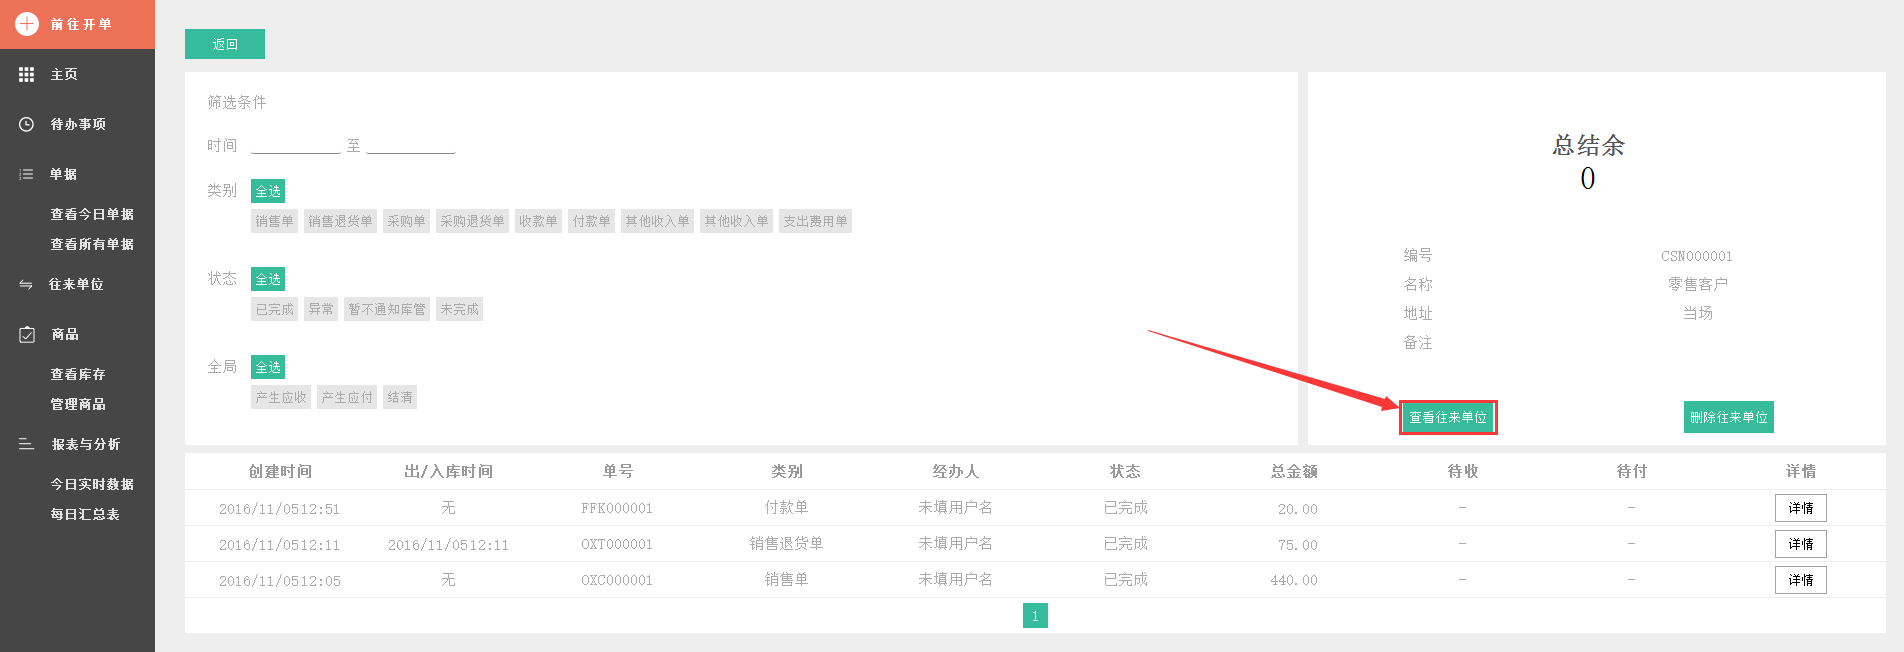 前往开单
主页
待办事项
单据
查看今日单据
查看所有单据
往来单位
商品
查看库存
管理商品
报表与分析
今日实时数据
每日汇总表
返回
筛选条件
时间 至
类别 全选
销售单 销售退货单 采购单 采购退货单 收款单 付款单 其他收入单 其他收入单 支出费用单
状态 全选
已完成 异常 暂不通知库管 未完成
全局 全选
产生应收 产生应付 结清
总结余
0
编号 CSN000001
名称 零售客户
地址 当场
备注
查看往来单位 删除往来单位
创建时间 出/入库时间 单号 类别 经办人 状态 总金额 待收 待付 详情
2016/11/0512:51 无 FFK000001 付款单 未填用户名 已完成 20.00 - - 详情
2016/11/0512:11 2016/11/0512:11 OXT000001 销售退货单 未填用户名 已完成 75.00 - - 详情
2016/11/0512:05 无 OXC000001 销售单 未填用户名 已完成 440.00 - - 详情
1